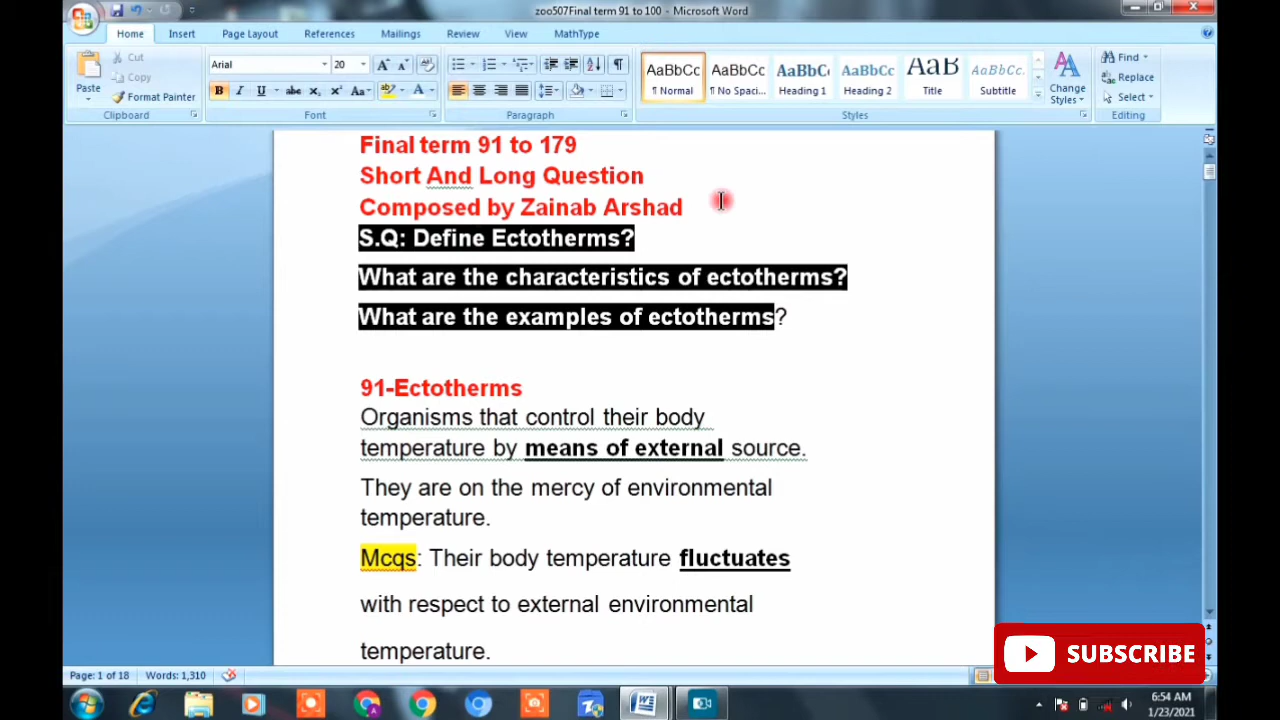 zoo507Final term 91 to 100 - Microsoft Word
Home Insert Page Layout References Mailings Review View MathType
Paste
Cut
Copy
Format Painter
Clipboard
Arial 20
Font
Paragraph
AaBbCc AaBbCc AaBbC AaBbCc AaB AaBbCc.
¶ Normal ¶ No Spaci... Heading 1 Heading 2 Title Subtitle
Change Styles
Styles
Find
Replace
Select
Editing
Final term 91 to 179
Short And Long Question
Composed by Zainab Arshad
S.Q: Define Ectotherms?
What are the characteristics of ectotherms?
What are the examples of ectotherms?
91-Ectotherms
Organisms that control their body
temperature by means of external source.
They are on the mercy of environmental
temperature.
Mcqs: Their body temperature fluctuates
with respect to external environmental
temperature.
SUBSCRIBE
Page: 1 of 18 Words: 1,310
6:54 AM
1/23/2021